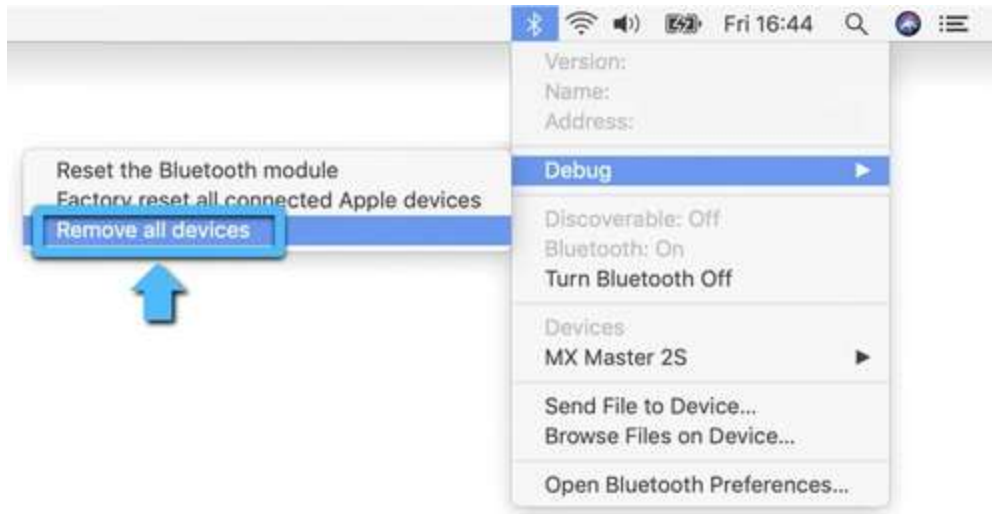 Fri 16:44
Version:
Name:
Address:
Debug
Reset the Bluetooth module
Factory reset all connected Apple devices
Remove all devices
Discoverable: Off
Bluetooth: On
Turn Bluetooth Off
Devices
MX Master 2S
Send File to Device...
Browse Files on Device...
Open Bluetooth Preferences...